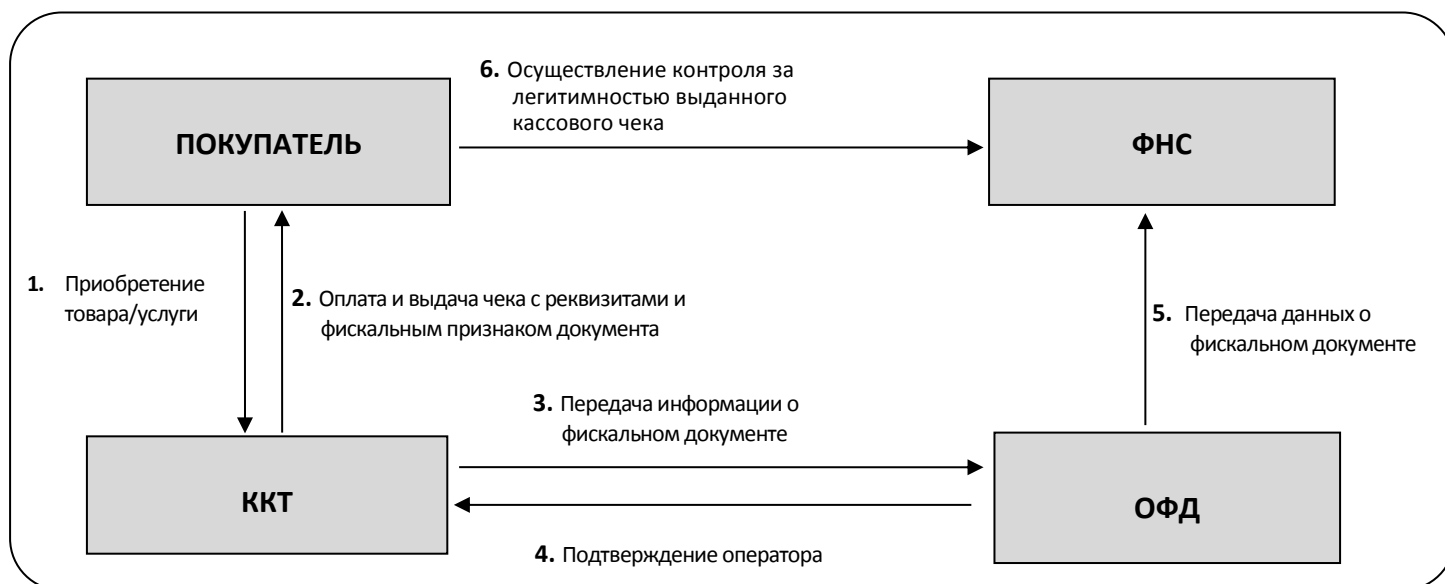 6. Осуществление контроля за
легитимностью выданного
кассового чека
ПОКУПАТЕЛЬ
ФНС
1. Приобретение
товара/услуги
2. Оплата и выдача чека с реквизитами и
фискальным признаком документа
5. Передача данных о
фискальном документе
3. Передача информации о
фискальном документе
ККТ
ОФД
4. Подтверждение оператора